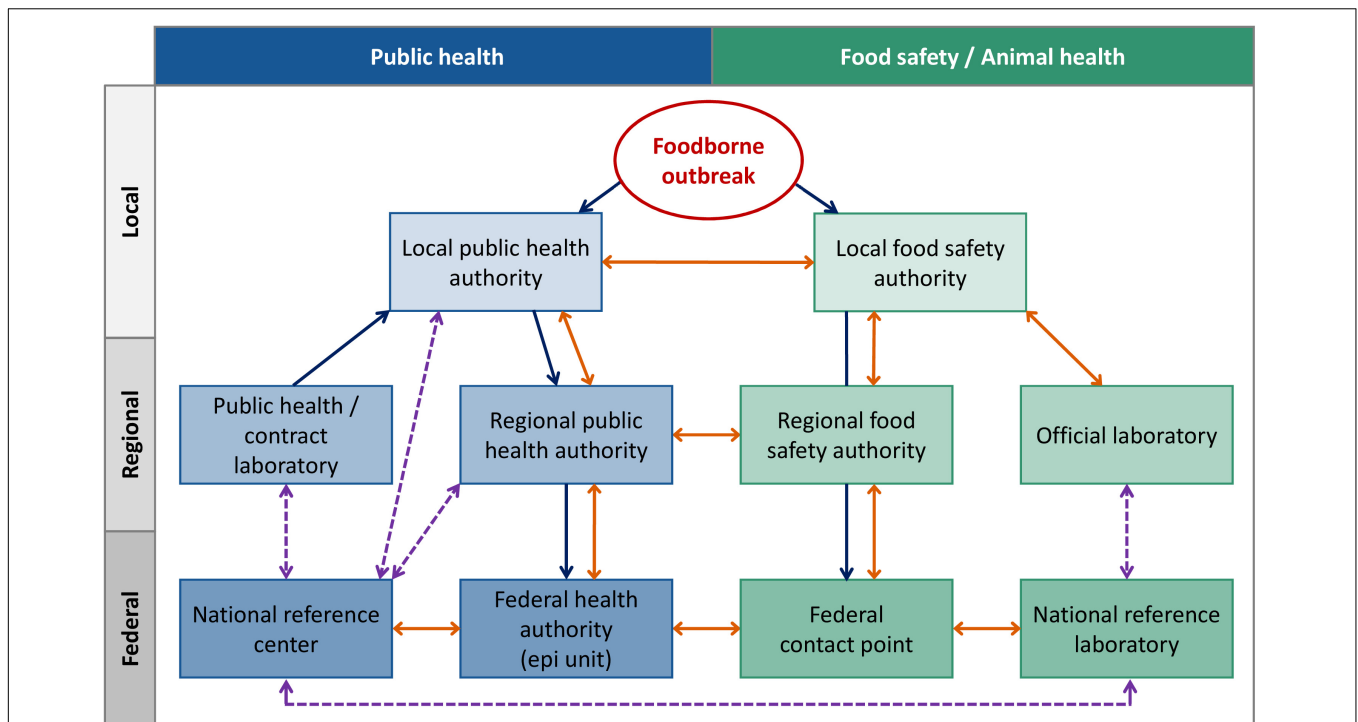 Public health
Food safety / Animal health
Local
Foodborne
outbreak
Local public health
authority
Local food safety
authority
Regional
Public health /
contract
laboratory
Regional public
health authority
Regional food
safety authority
Official laboratory
Federal
National reference
center
Federal health
authority
(epi unit)
Federal
contact point
National reference
laboratory